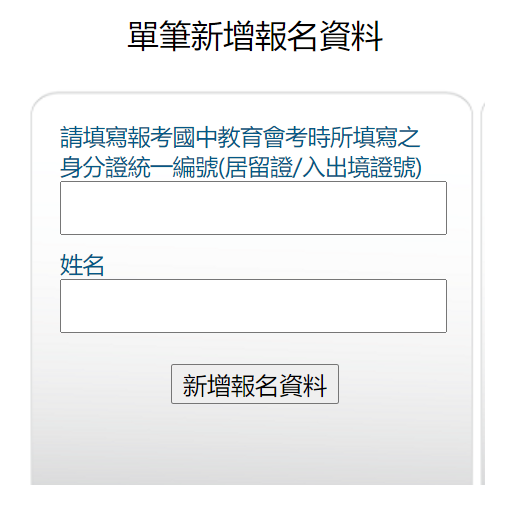 單筆新增報名資料
請填寫報考國中教育會考時所填寫之
身分證統一編號(居留證/入出境證號)
姓名
新增報名資料